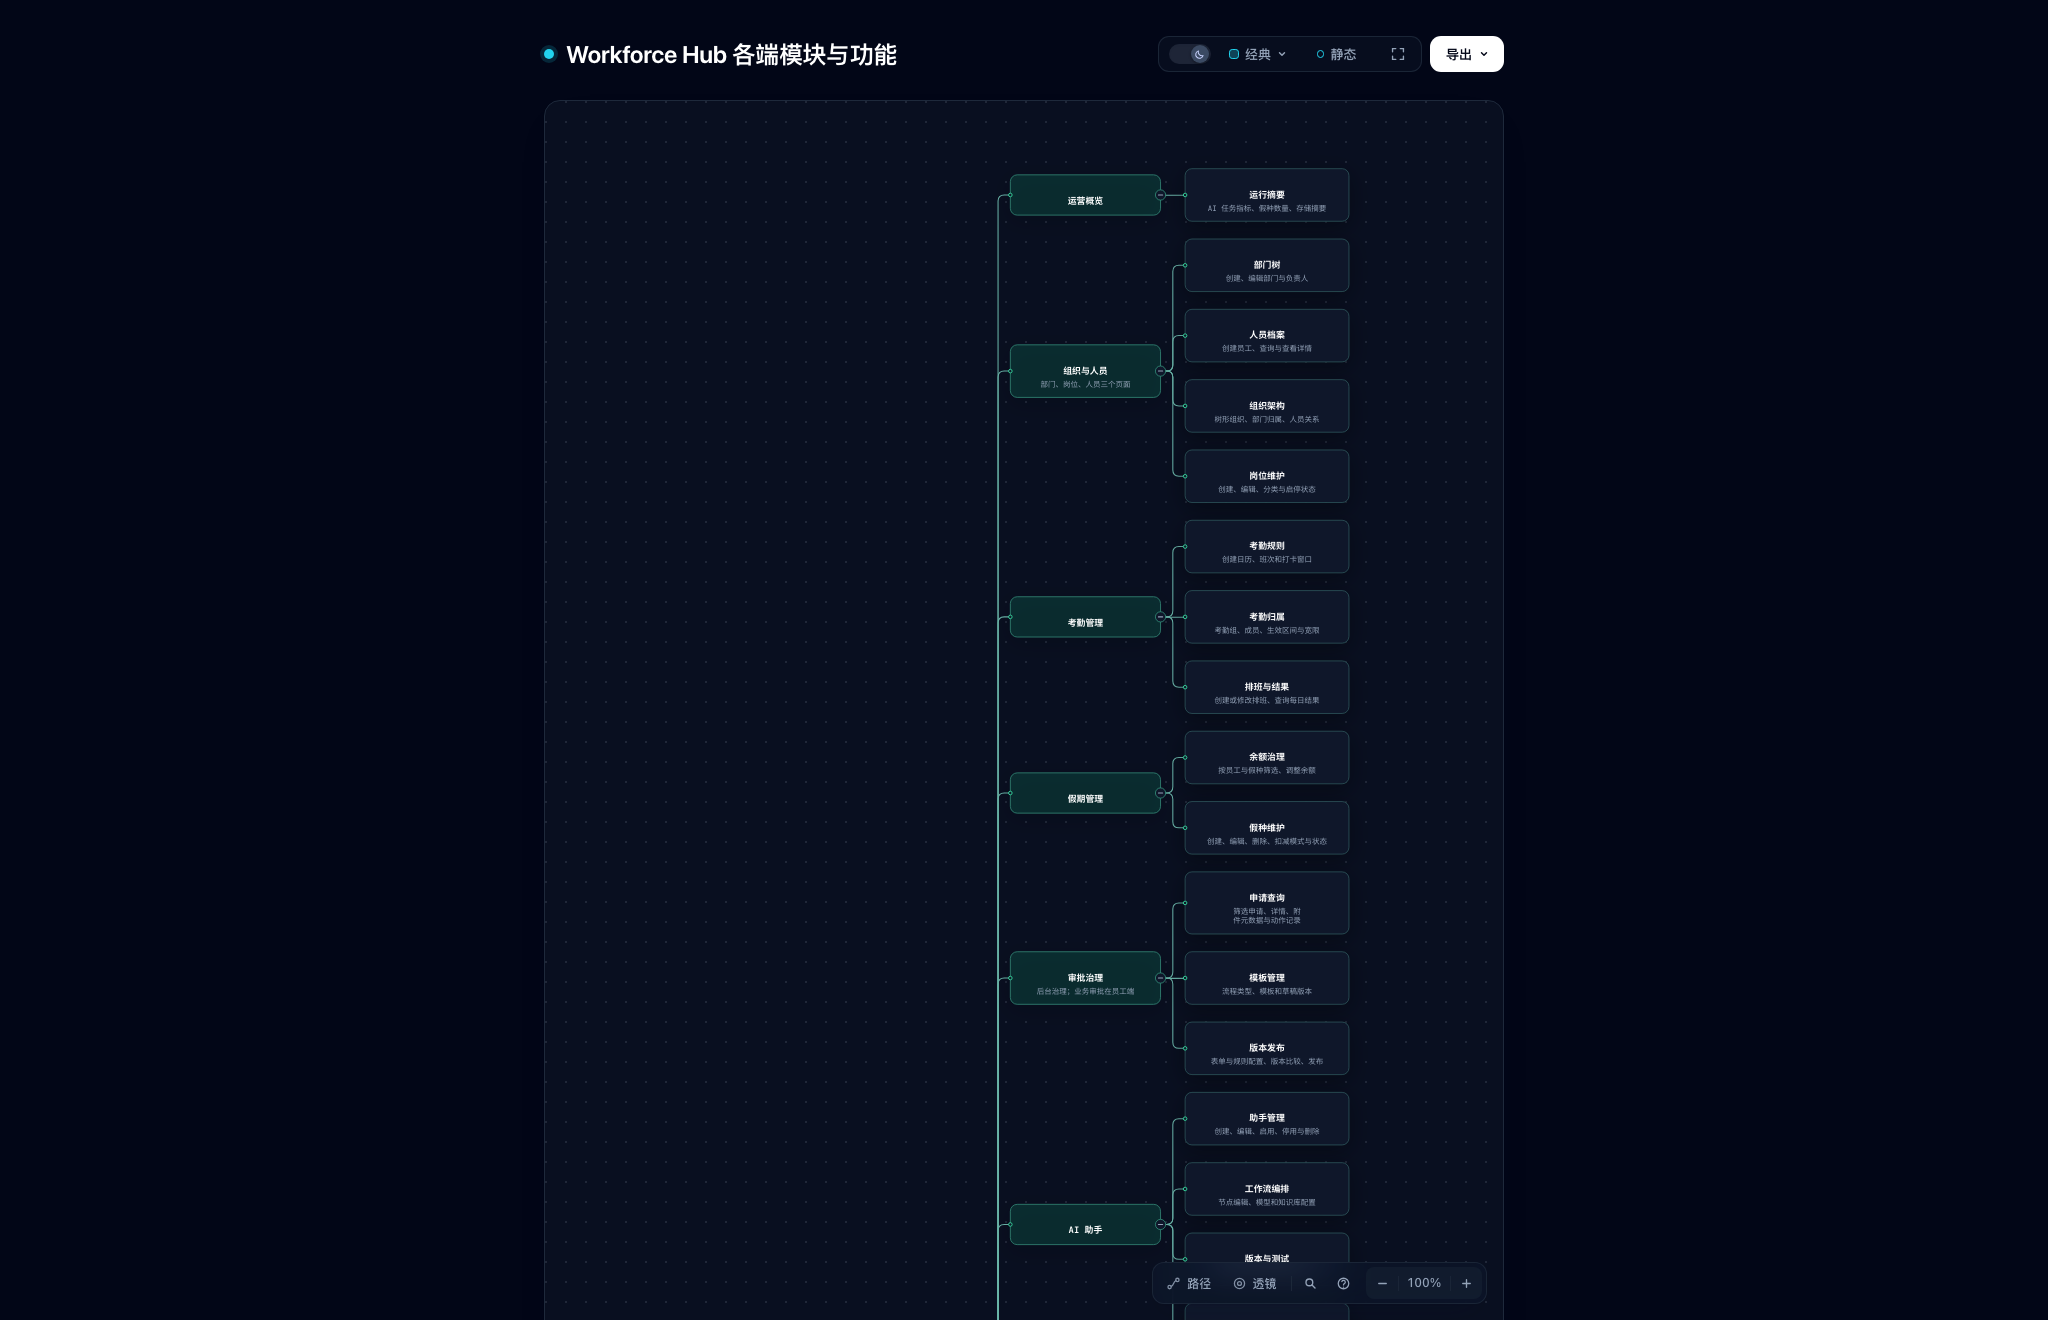 Workforce Hub 各端模块与功能
经典
静态
导出
运营概览
运行摘要
AI 任务指标、假种数量、存储摘要
部门树
创建、编辑部门与负责人
人员档案
创建员工、查询与查看详情
组织与人员
部门、岗位、人员三个页面
组织架构
树形组织、部门归属、人员关系
岗位维护
创建、编辑、分类与启停状态
考勤规则
创建日历、班次和打卡窗口
考勤管理
考勤归属
考勤组、成员、生效区间与宽限
排班与结果
创建或修改排班、查询每日结果
余额治理
按员工与假种筛选、调整余额
假期管理
假种维护
创建、编辑、删除、扣减模式与状态
申请查询
筛选申请、详情、附
件元数据与动作记录
审批治理
后台治理；业务审批在员工端
模板管理
流程类型、模板和草稿版本
版本发布
表单与规则配置、版本比较、发布
助手管理
创建、编辑、启用、停用与删除
工作流编排
节点编辑、模型和知识库配置
AI 助手
版本与测试
路径
透镜
100%